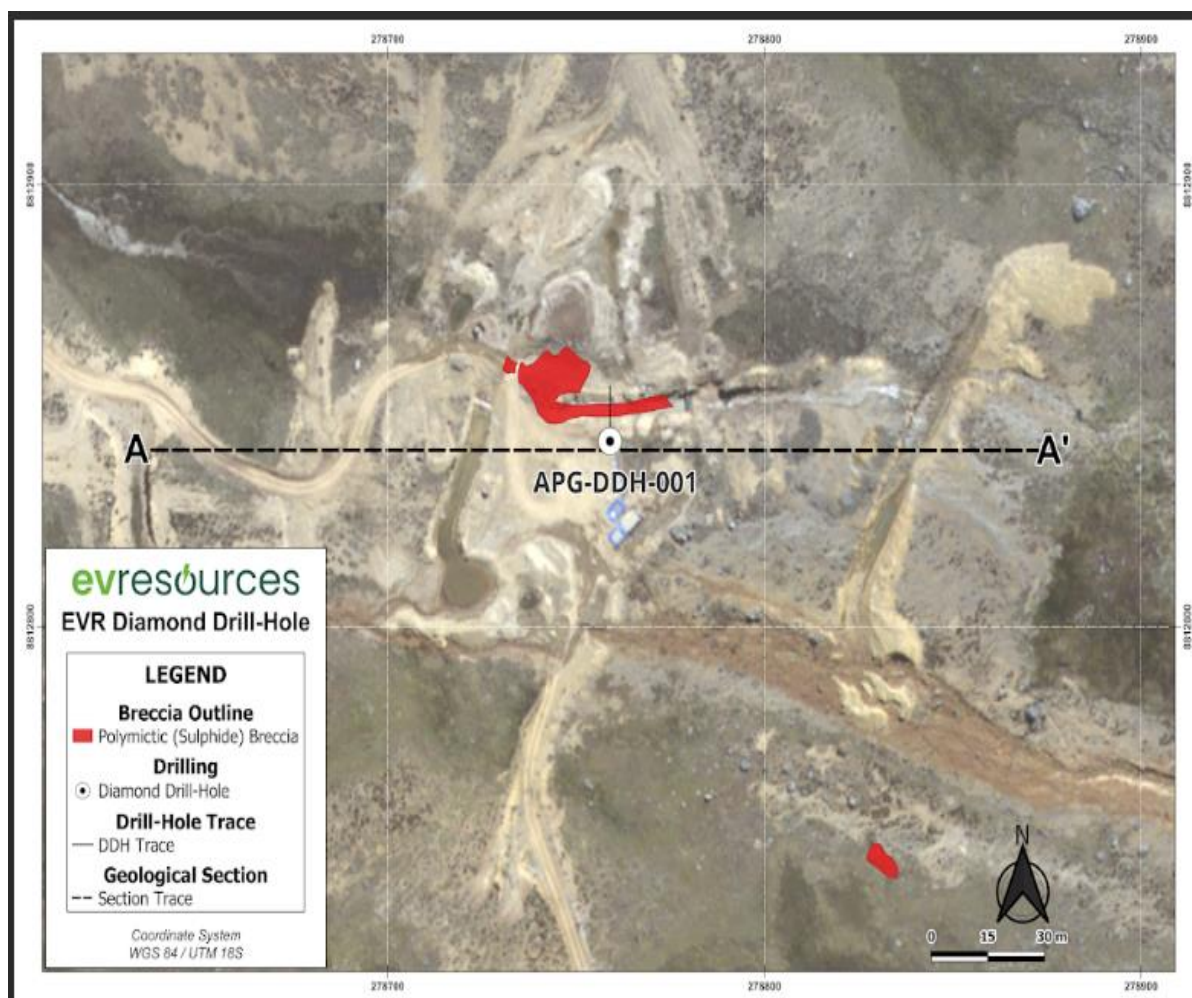 278700 278800 278900
8812900 8812900
A A'
APG-DDH-001
evresources
EVR Diamond Drill-Hole
LEGEND
Breccia Outline
Polymictic (Sulphide) Breccia
Drilling
Diamond Drill-Hole
Drill-Hole Trace
DDH Trace
Geological Section
Section Trace
Coordinate System
WGS 84 / UTM 18S
8812800 8812800
N
0 15 30 m
278700 278800 278900